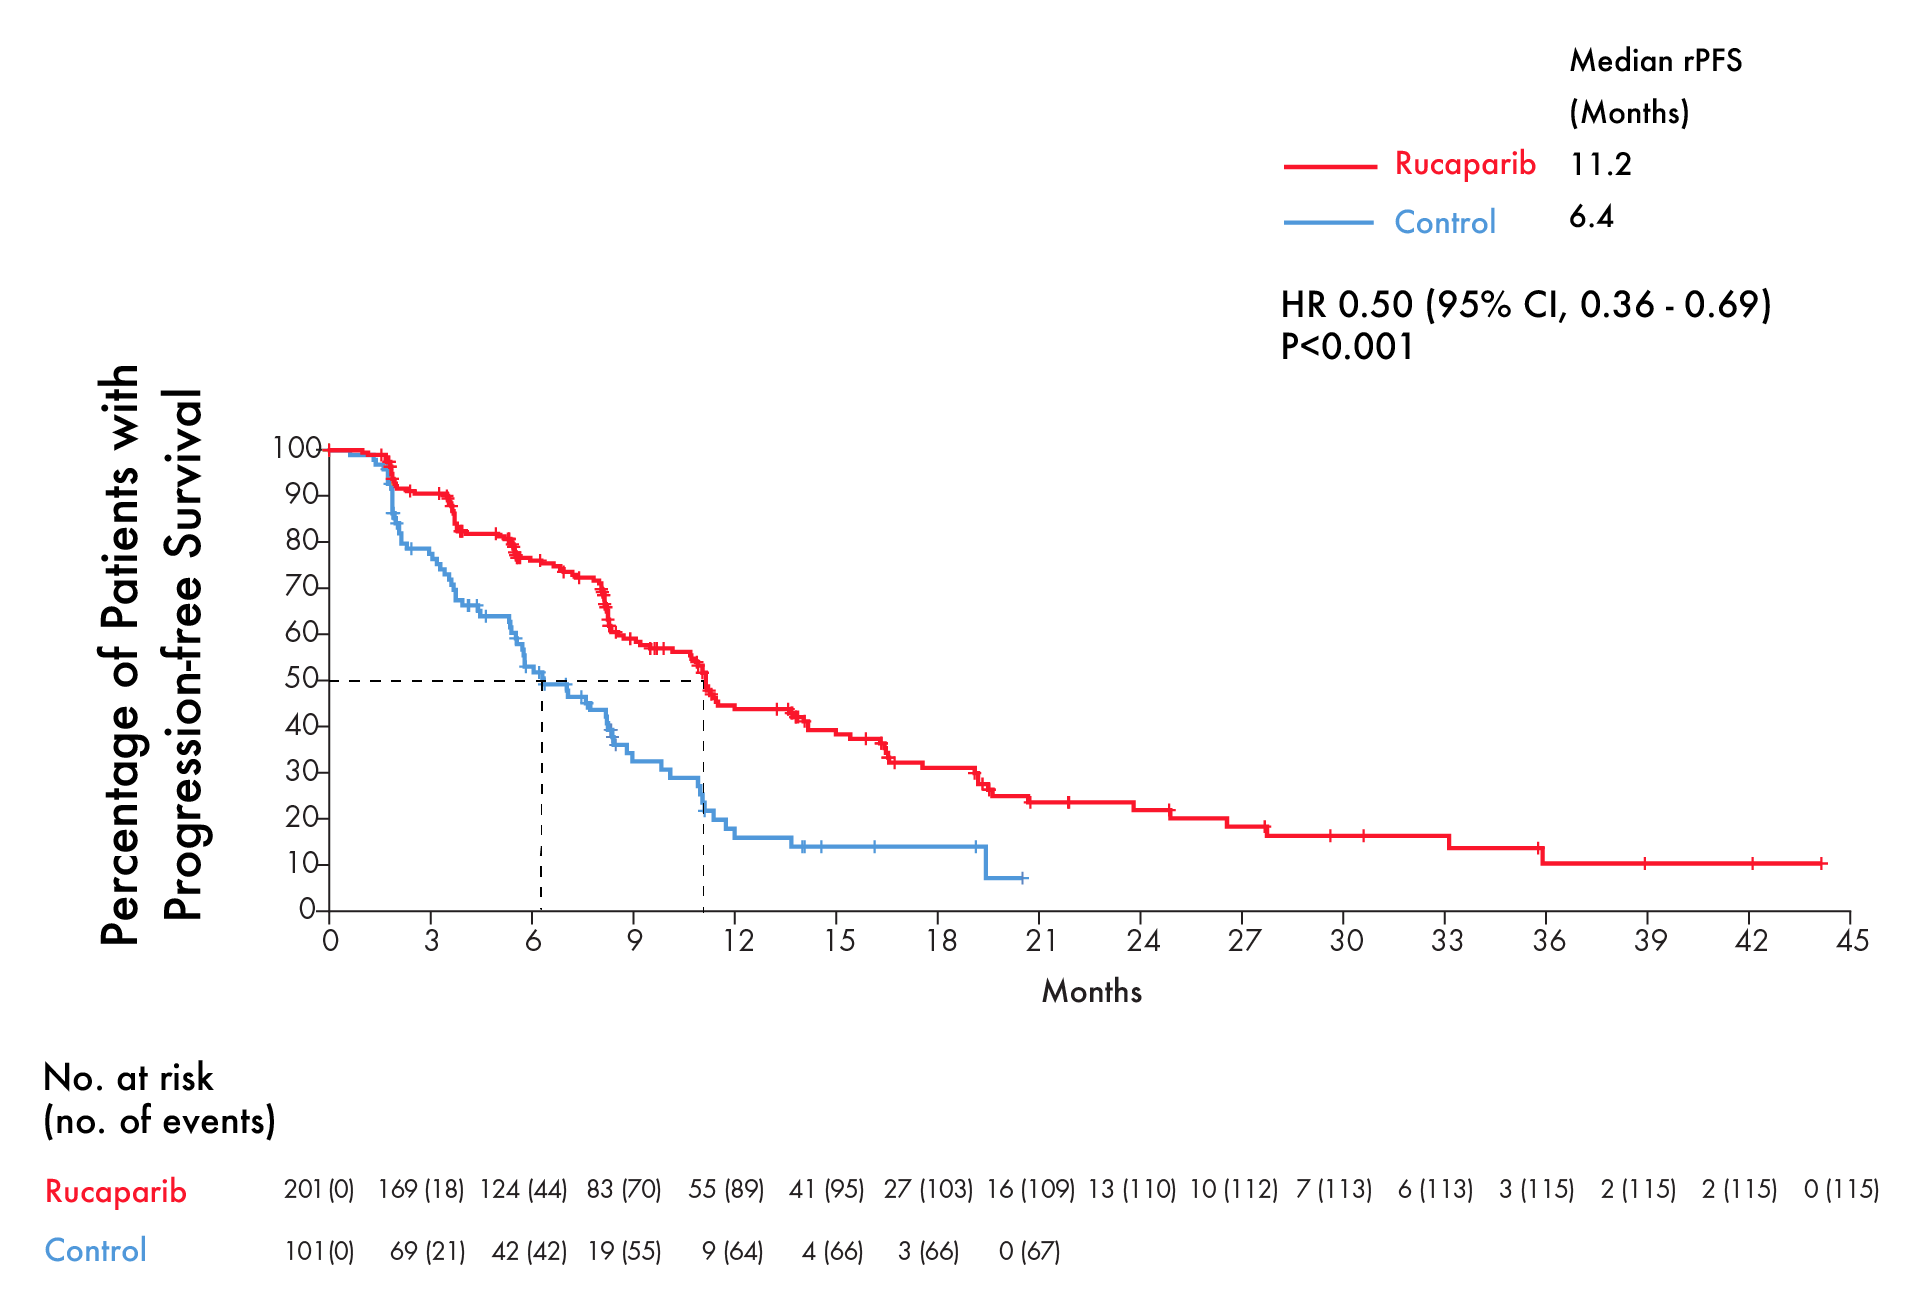 Median rPFS
(Months)
Rucaparib 11.2
Control 6.4
HR 0.50 (95% CI, 0.36 - 0.69)
P<0.001
Percentage of Patients with
Progression-free Survival
100
90
80
70
60
50
40
30
20
10
0
0 3 6 9 12 15 18 21 24 27 30 33 36 39 42 45
Months
No. at risk
(no. of events)
Rucaparib 201(0) 169 (18) 124 (44) 83 (70) 55 (89) 41 (95) 27 (103) 16 (109) 13 (110) 10 (112) 7 (113) 6 (113) 3 (115) 2 (115) 2 (115) 0 (115)
Control 101(0) 69 (21) 42 (42) 19 (55) 9 (64) 4 (66) 3 (66) 0 (67)